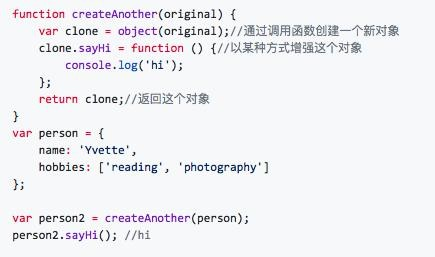 function createAnother(original) {
    var clone = object(original);//通过调用函数创建一个新对象
    clone.sayHi = function () {//以某种方式增强这个对象
        console.log('hi');
    };
    return clone;//返回这个对象
}
var person = {
    name: 'Yvette',
    hobbies: ['reading', 'photography']
};

var person2 = createAnother(person);
person2.sayHi(); //hi